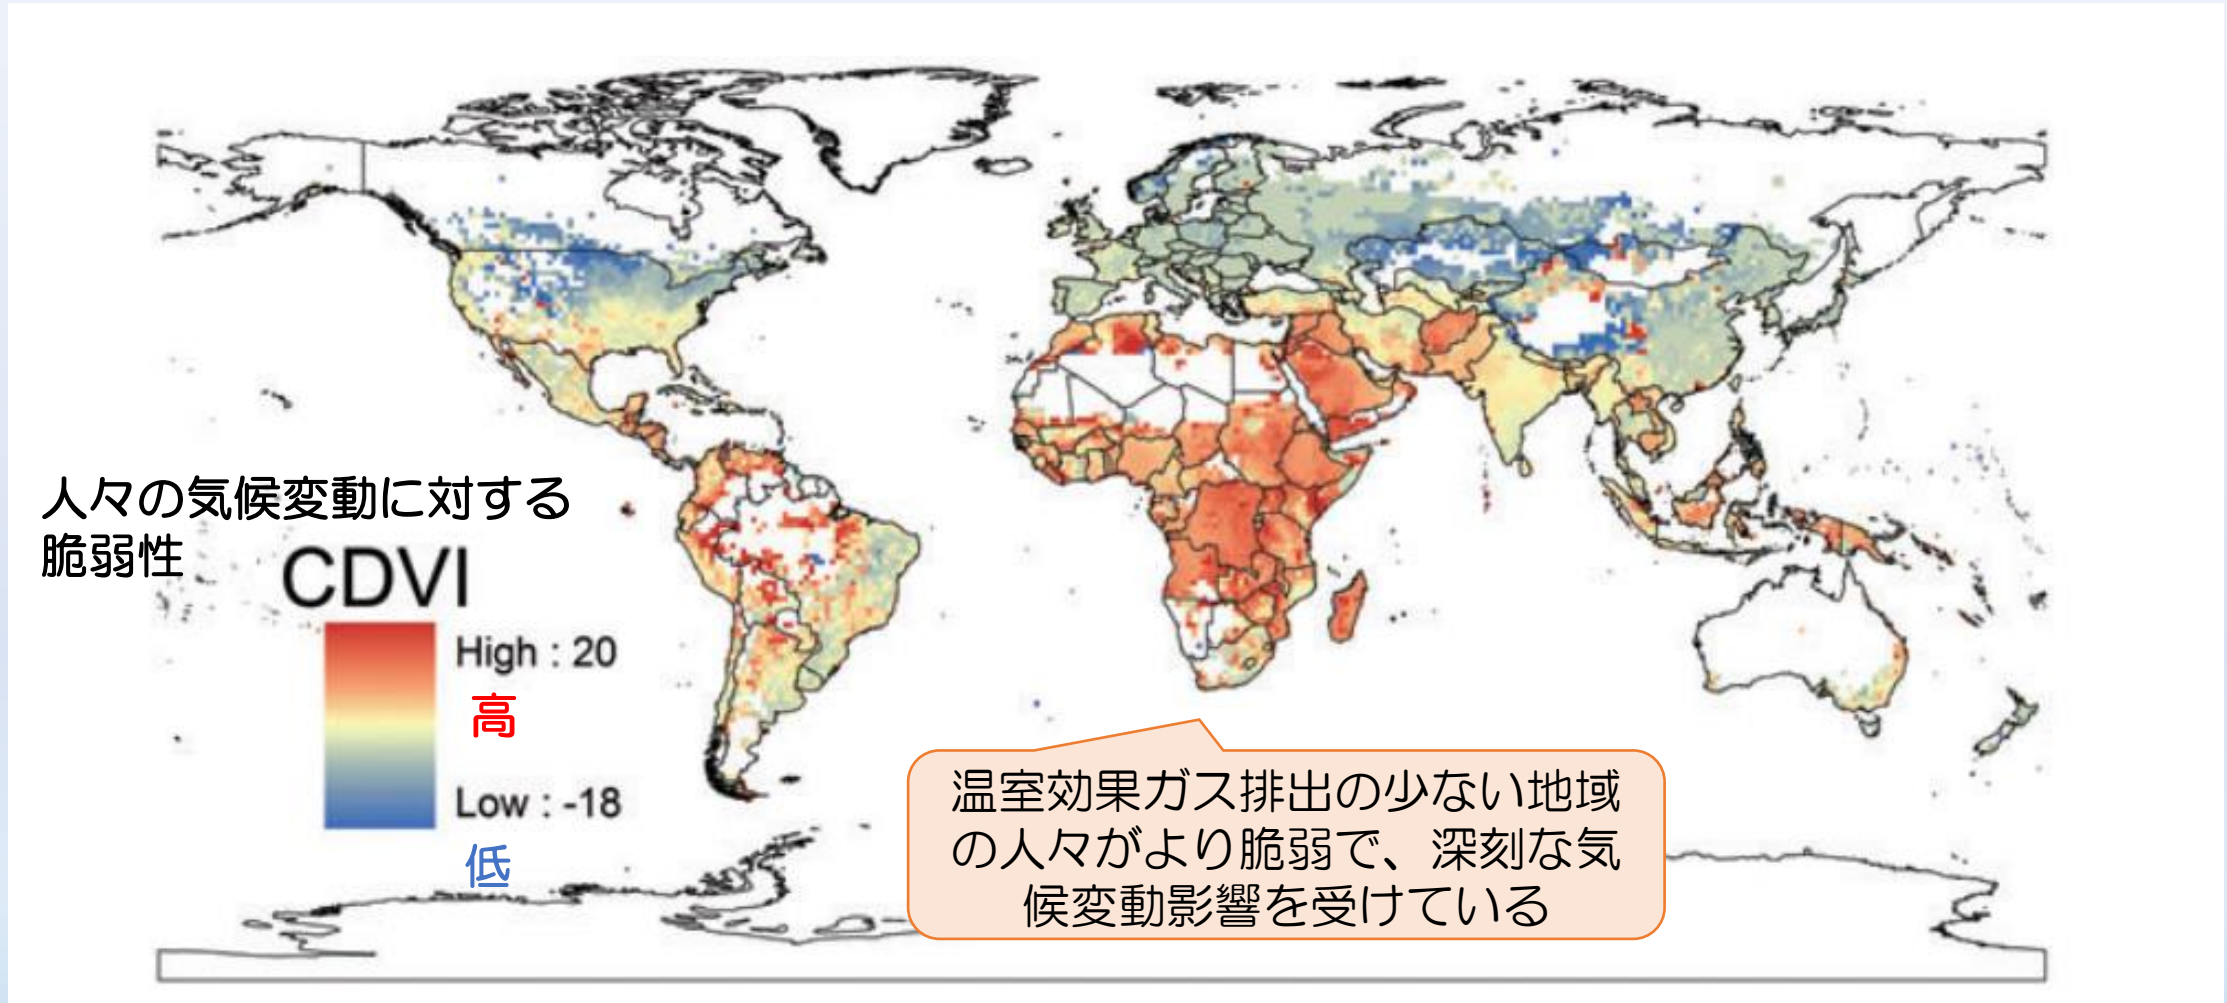 人々の気候変動に対する
脆弱性
CDVI
High : 20
高
Low : -18
低
温室効果ガス排出の少ない地域
の人々がより脆弱で、深刻な気
候変動影響を受けている